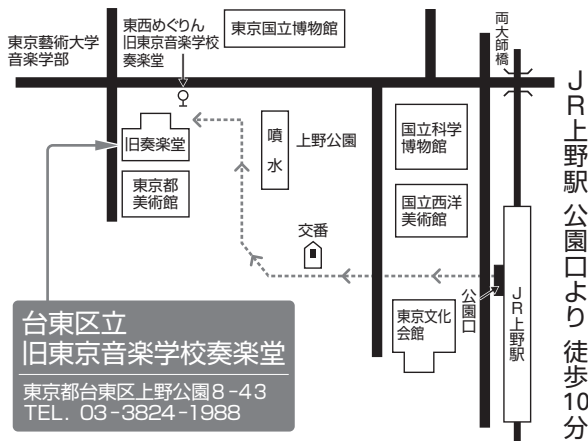 東京藝術大学
音楽学部
東西めぐりん
旧東京音楽学校
奏楽堂
東京国立博物館
両大師橋
旧奏楽堂
東京都
美術館
噴水
上野公園
国立科学
博物館
国立西洋
美術館
交番
東京文化
会館
公園口
JR上野駅
JR上野駅 公園口より 徒歩10分
台東区立
旧東京音楽学校奏楽堂
東京都台東区上野公園8-43
TEL. 03-3824-1988